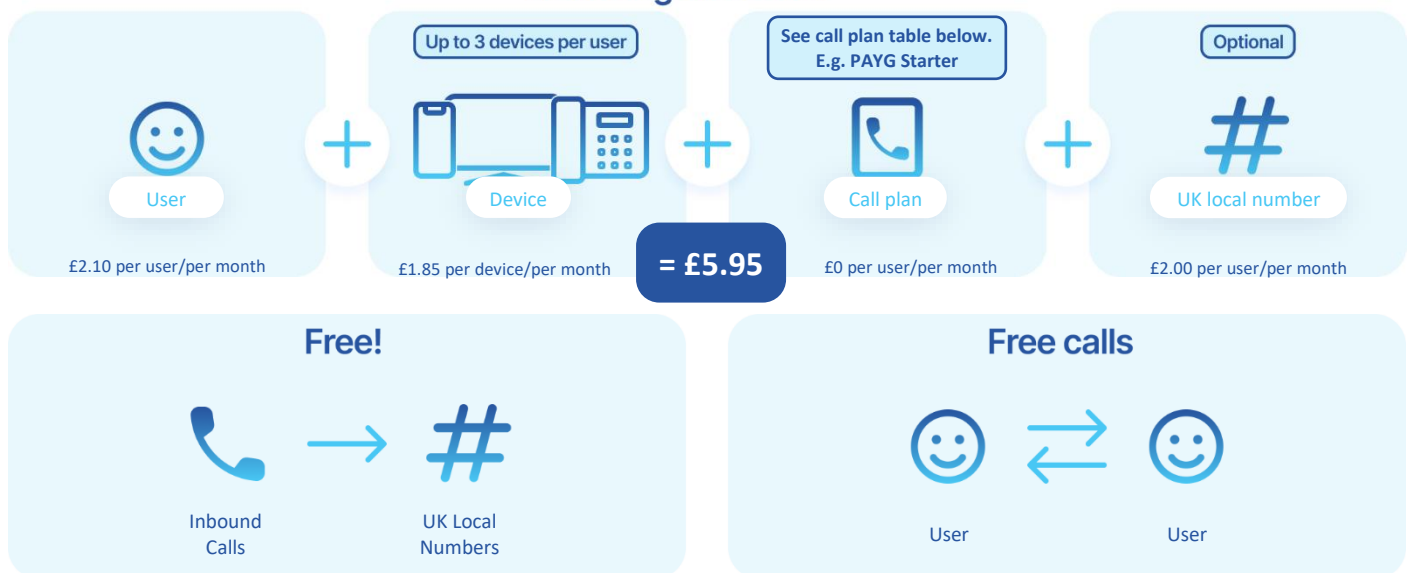 Up to 3 devices per user
See call plan table below.
E.g. PAYG Starter
Optional
User
Device
Call plan
UK local number
£2.10 per user/per month
£1.85 per device/per month
= £5.95
£0 per user/per month
£2.00 per user/per month
Free!
Free calls
Inbound
Calls
UK Local
Numbers
User
User